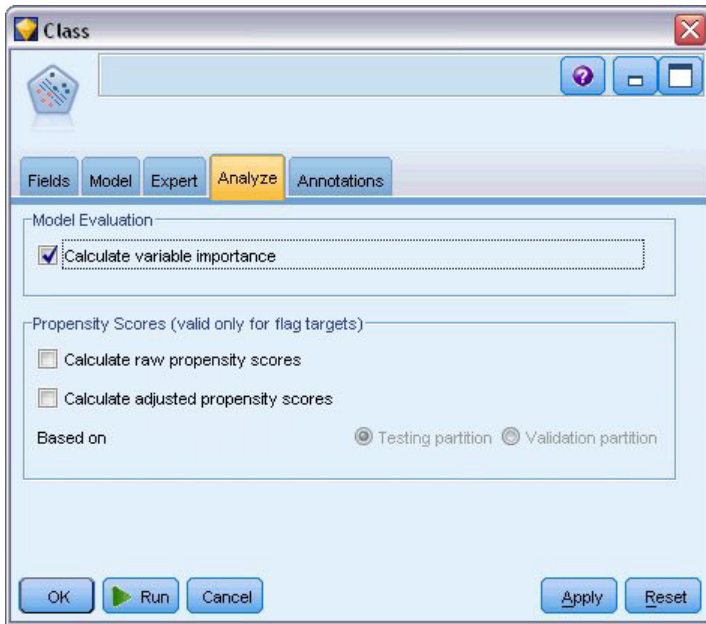 Class
Fields Model Expert Analyze Annotations
Model Evaluation
Calculate variable importance
Propensity Scores (valid only for flag targets)
Calculate raw propensity scores
Calculate adjusted propensity scores
Based on Testing partition Validation partition
OK Run Cancel Apply Reset